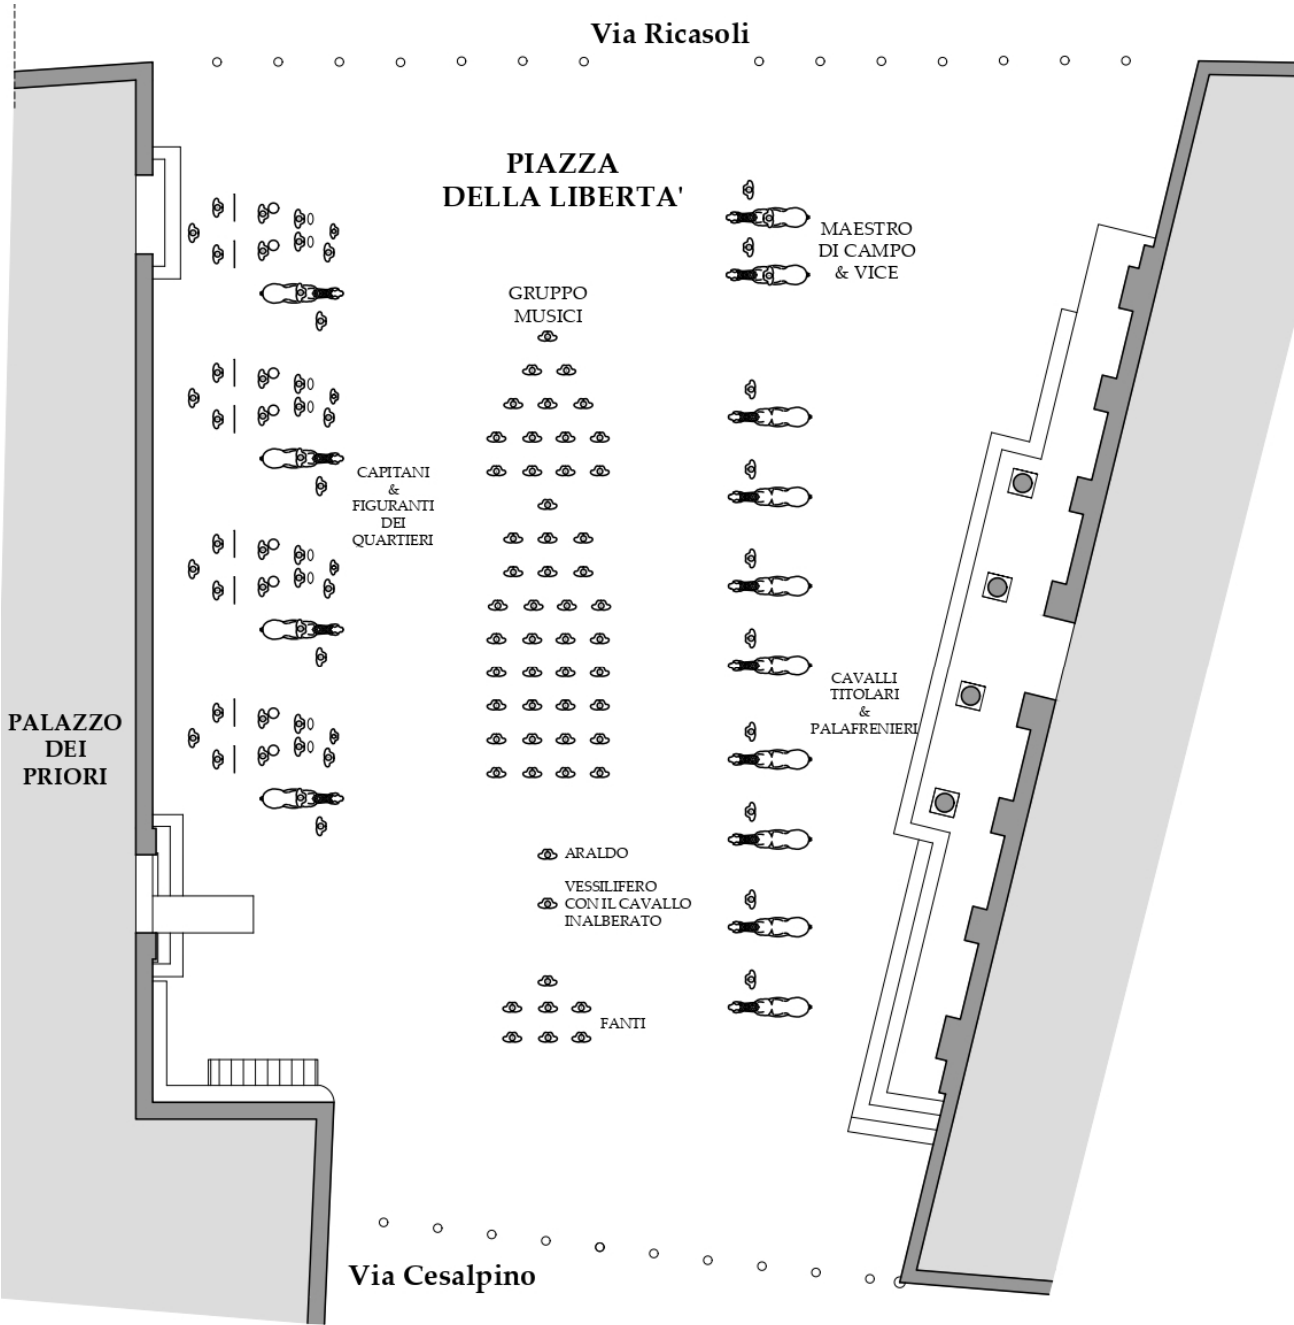 Via Ricasoli
PIAZZA
DELLA LIBERTA'
MAESTRO
DI CAMPO
& VICE
GRUPPO
MUSICI
CAPITANI
&
FIGURANTI
DEI
QUARTIERI
CAVALLI
TITOLARI
&
PALAFRENIERI
PALAZZO
DEI
PRIORI
ARALDO
VESSILIFERO
CON IL CAVALLO
INALBERATO
FANTI
Via Cesalpino